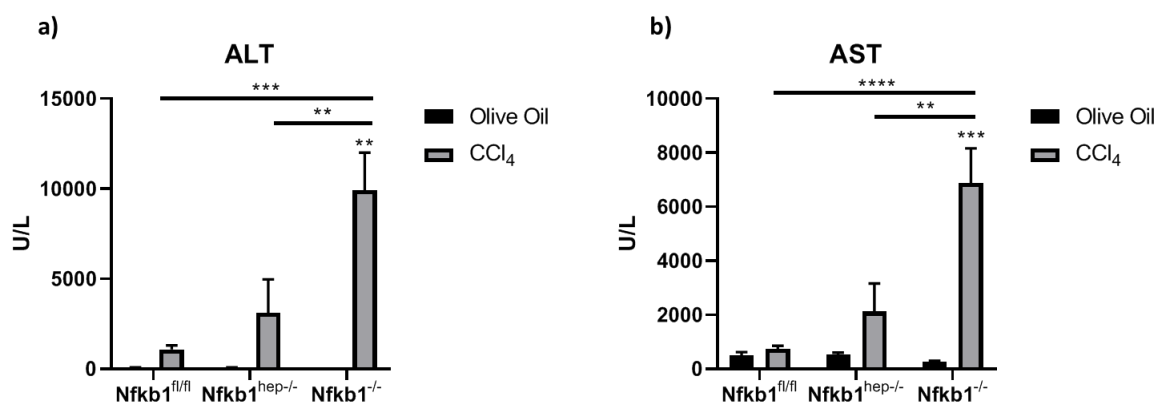 a)
ALT
***
**
**
15000
10000
5000
0
U/L
Olive Oil
CCl₄
Nfkb1fl/fl Nfkb1hep-/- Nfkb1-/-
b)
AST
****
**
***
10000
8000
6000
4000
2000
0
U/L
Olive Oil
CCl₄
Nfkb1fl/fl Nfkb1hep-/- Nfkb1-/-